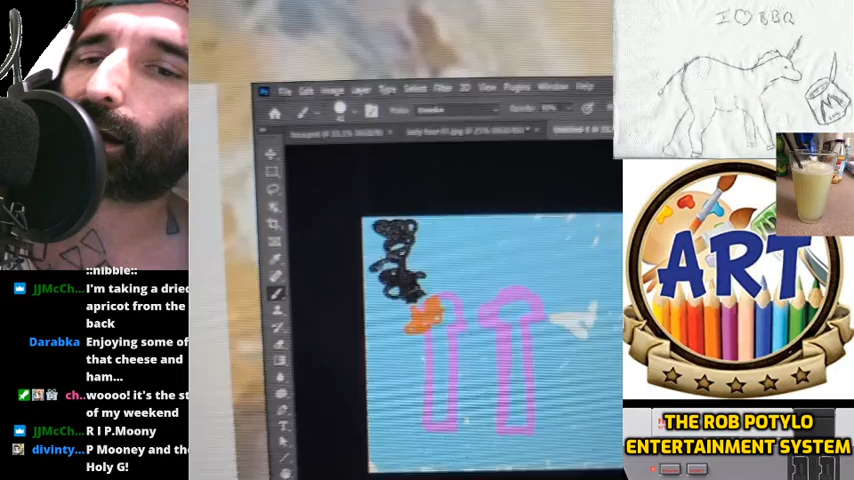 I ♡ BBQ
File Edit Image Layer Type Select Filter 3D View Plugins Window Help
Mode:
Opacity:
ART
::nibble::
JJMcCh... I'm taking a dried
apricot from the
back
Darabka Enjoying some of
that cheese and
ham...
ch.. woooo! it's the st
of my weekend
JJMcCh... R I P.Moony
divinty... P Mooney and the
Holy G!
THE ROB POTYLO
ENTERTAINMENT SYSTEM